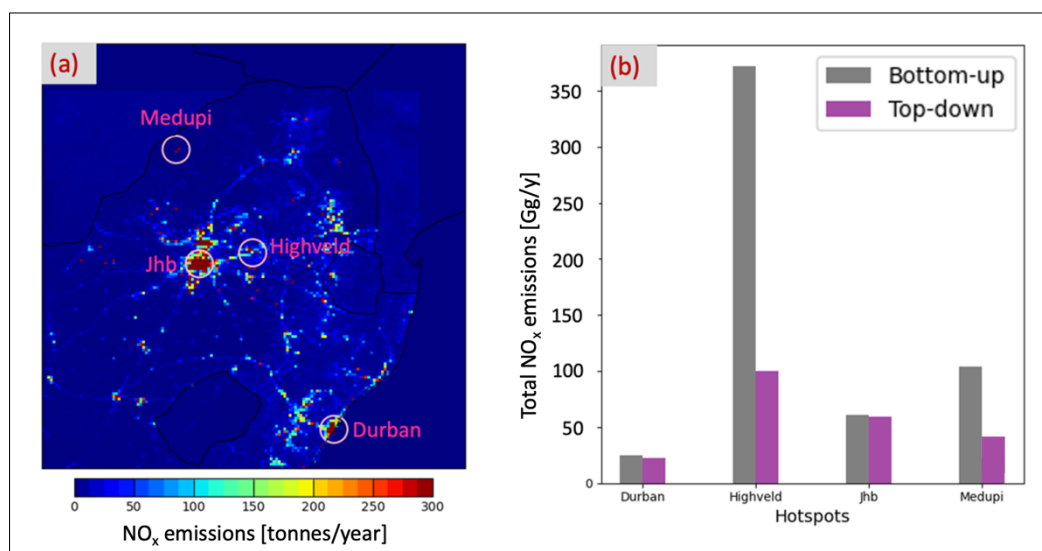 (a)
Medupi
Highveld
Jhb
Durban
0 50 100 150 200 250 300
NOx emissions [tonnes/year]
(b)
Bottom-up
Top-down
Total NOx emissions [Gg/y]
350
300
250
200
150
100
50
0
Durban Highveld Jhb Medupi
Hotspots